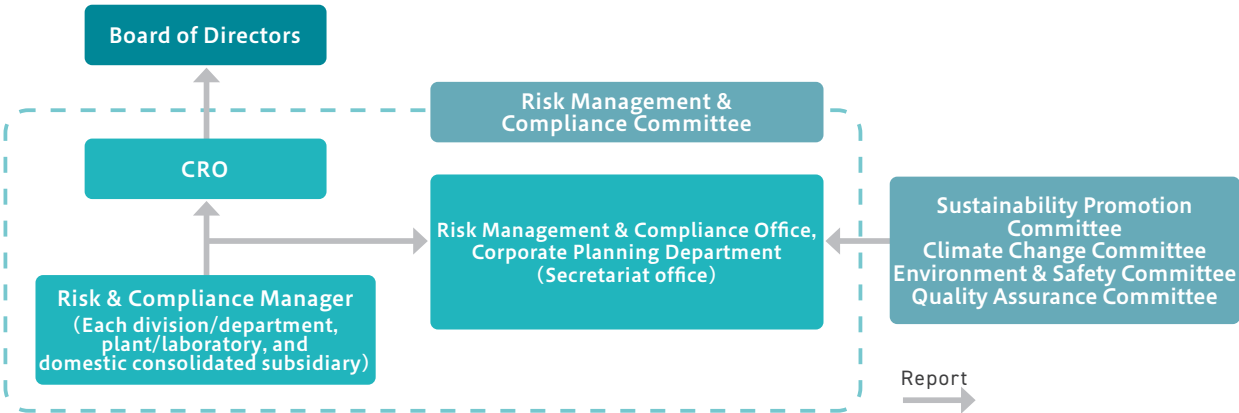 Board of Directors
Risk Management &
Compliance Committee
CRO
Risk Management & Compliance Office,
Corporate Planning Department
(Secretariat office)
Sustainability Promotion
Committee
Climate Change Committee
Environment & Safety Committee
Quality Assurance Committee
Risk & Compliance Manager
(Each division/department,
plant/laboratory, and
domestic consolidated subsidiary)
Report